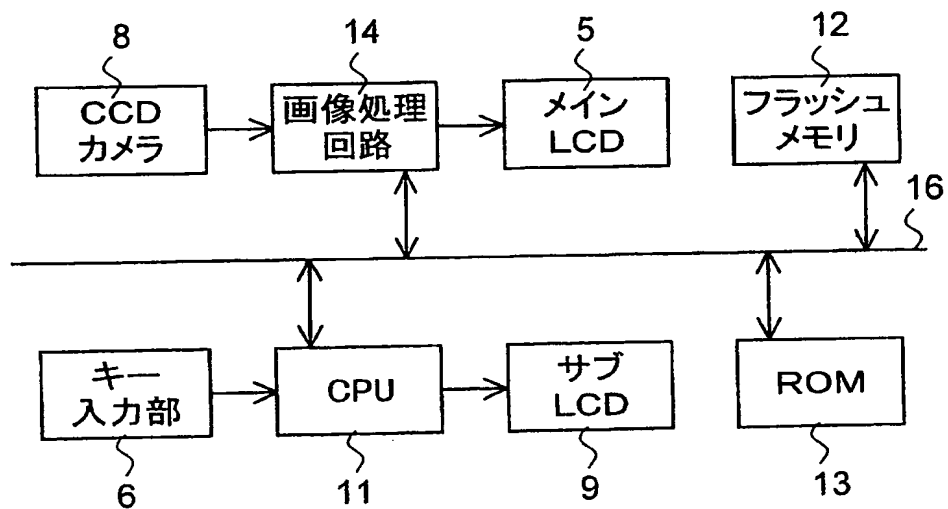 8
14
5
12
CCD
カメラ
画像処理
回路
メイン
LCD
フラッシュ
メモリ
16
キー
入力部
CPU
サブ
LCD
ROM
6
11
9
13